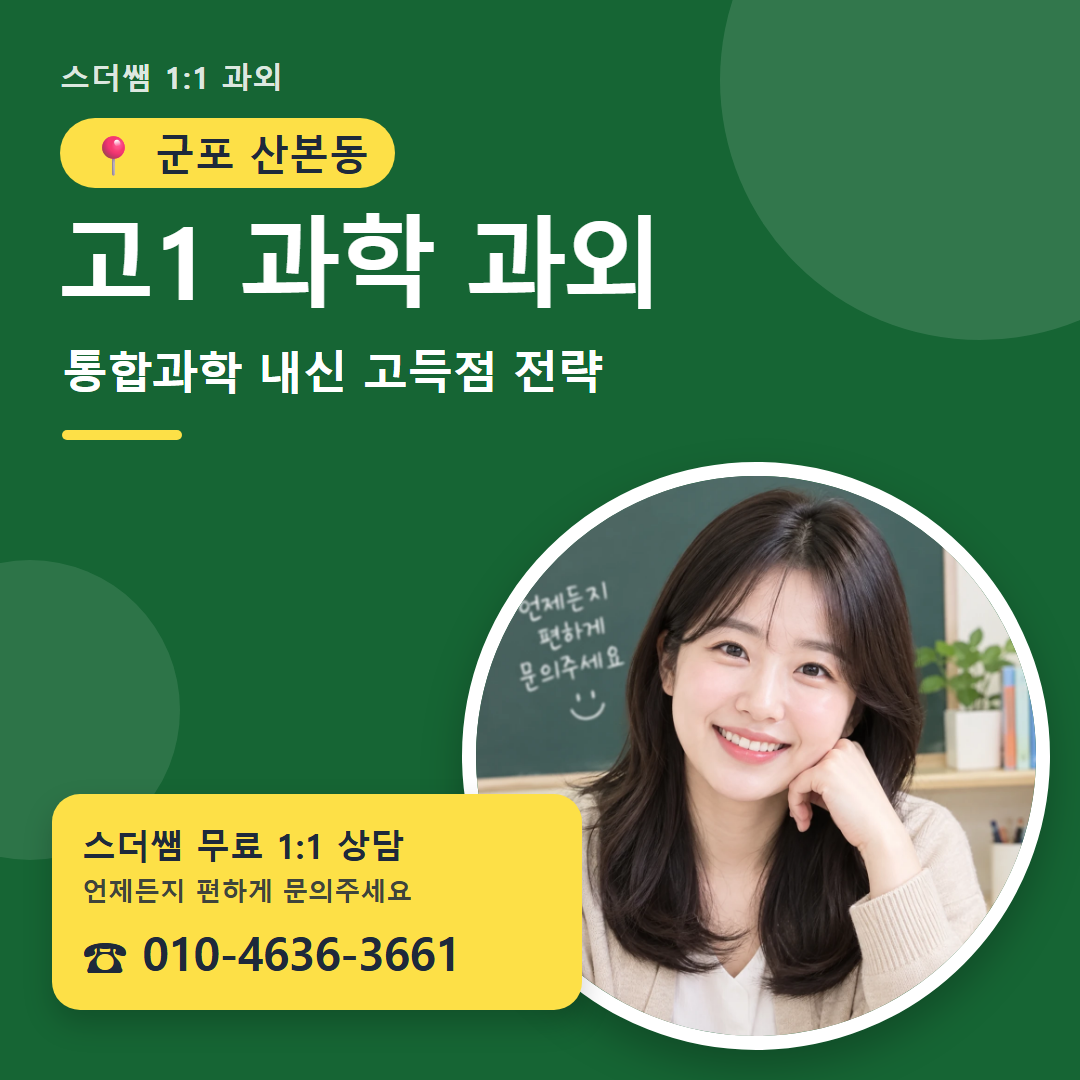 스더쌤 1:1 과외
📍 군포 산본동
고1 과학 과외
통합과학 내신 고득점 전략
언제든지
편하게
문의주세요
스더쌤 무료 1:1 상담
언제든지 편하게 문의주세요
☎ 010-4636-3661